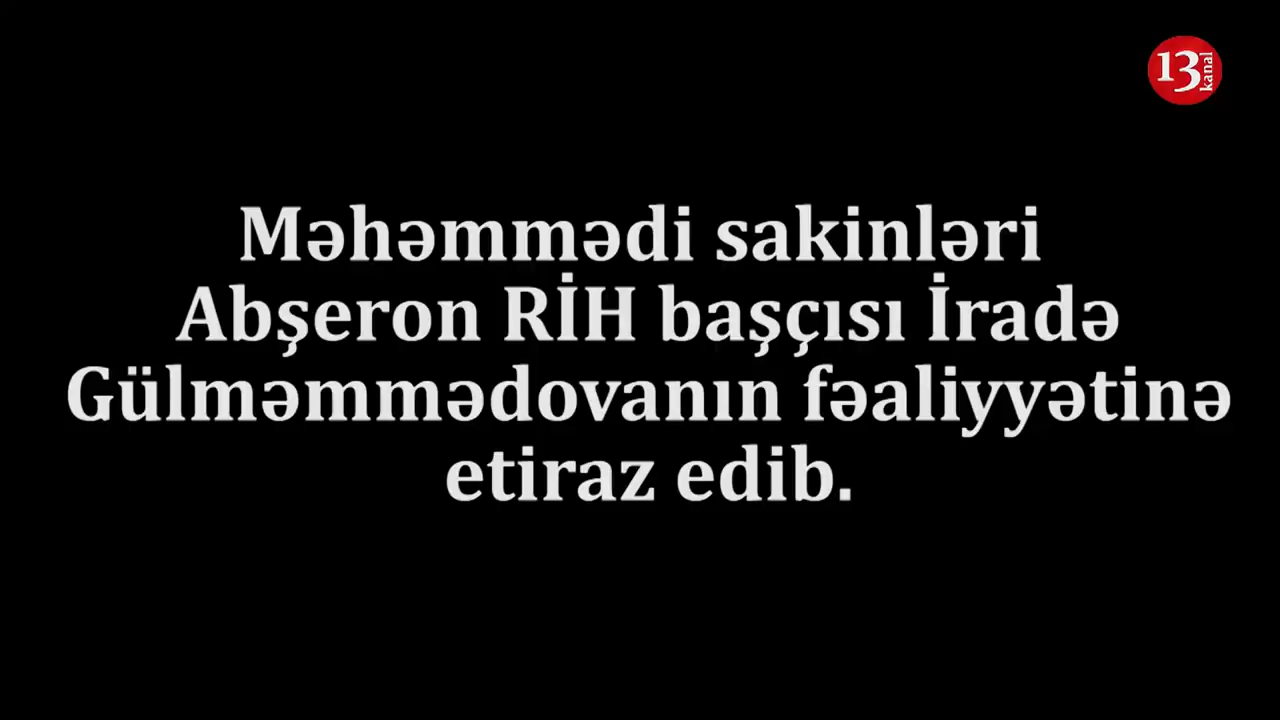 13 kanal
Məhəmmədi sakinləri
Abşeron RİH başçısı İradə
Gülməmmədovanın fəaliyyətinə
etiraz edib.